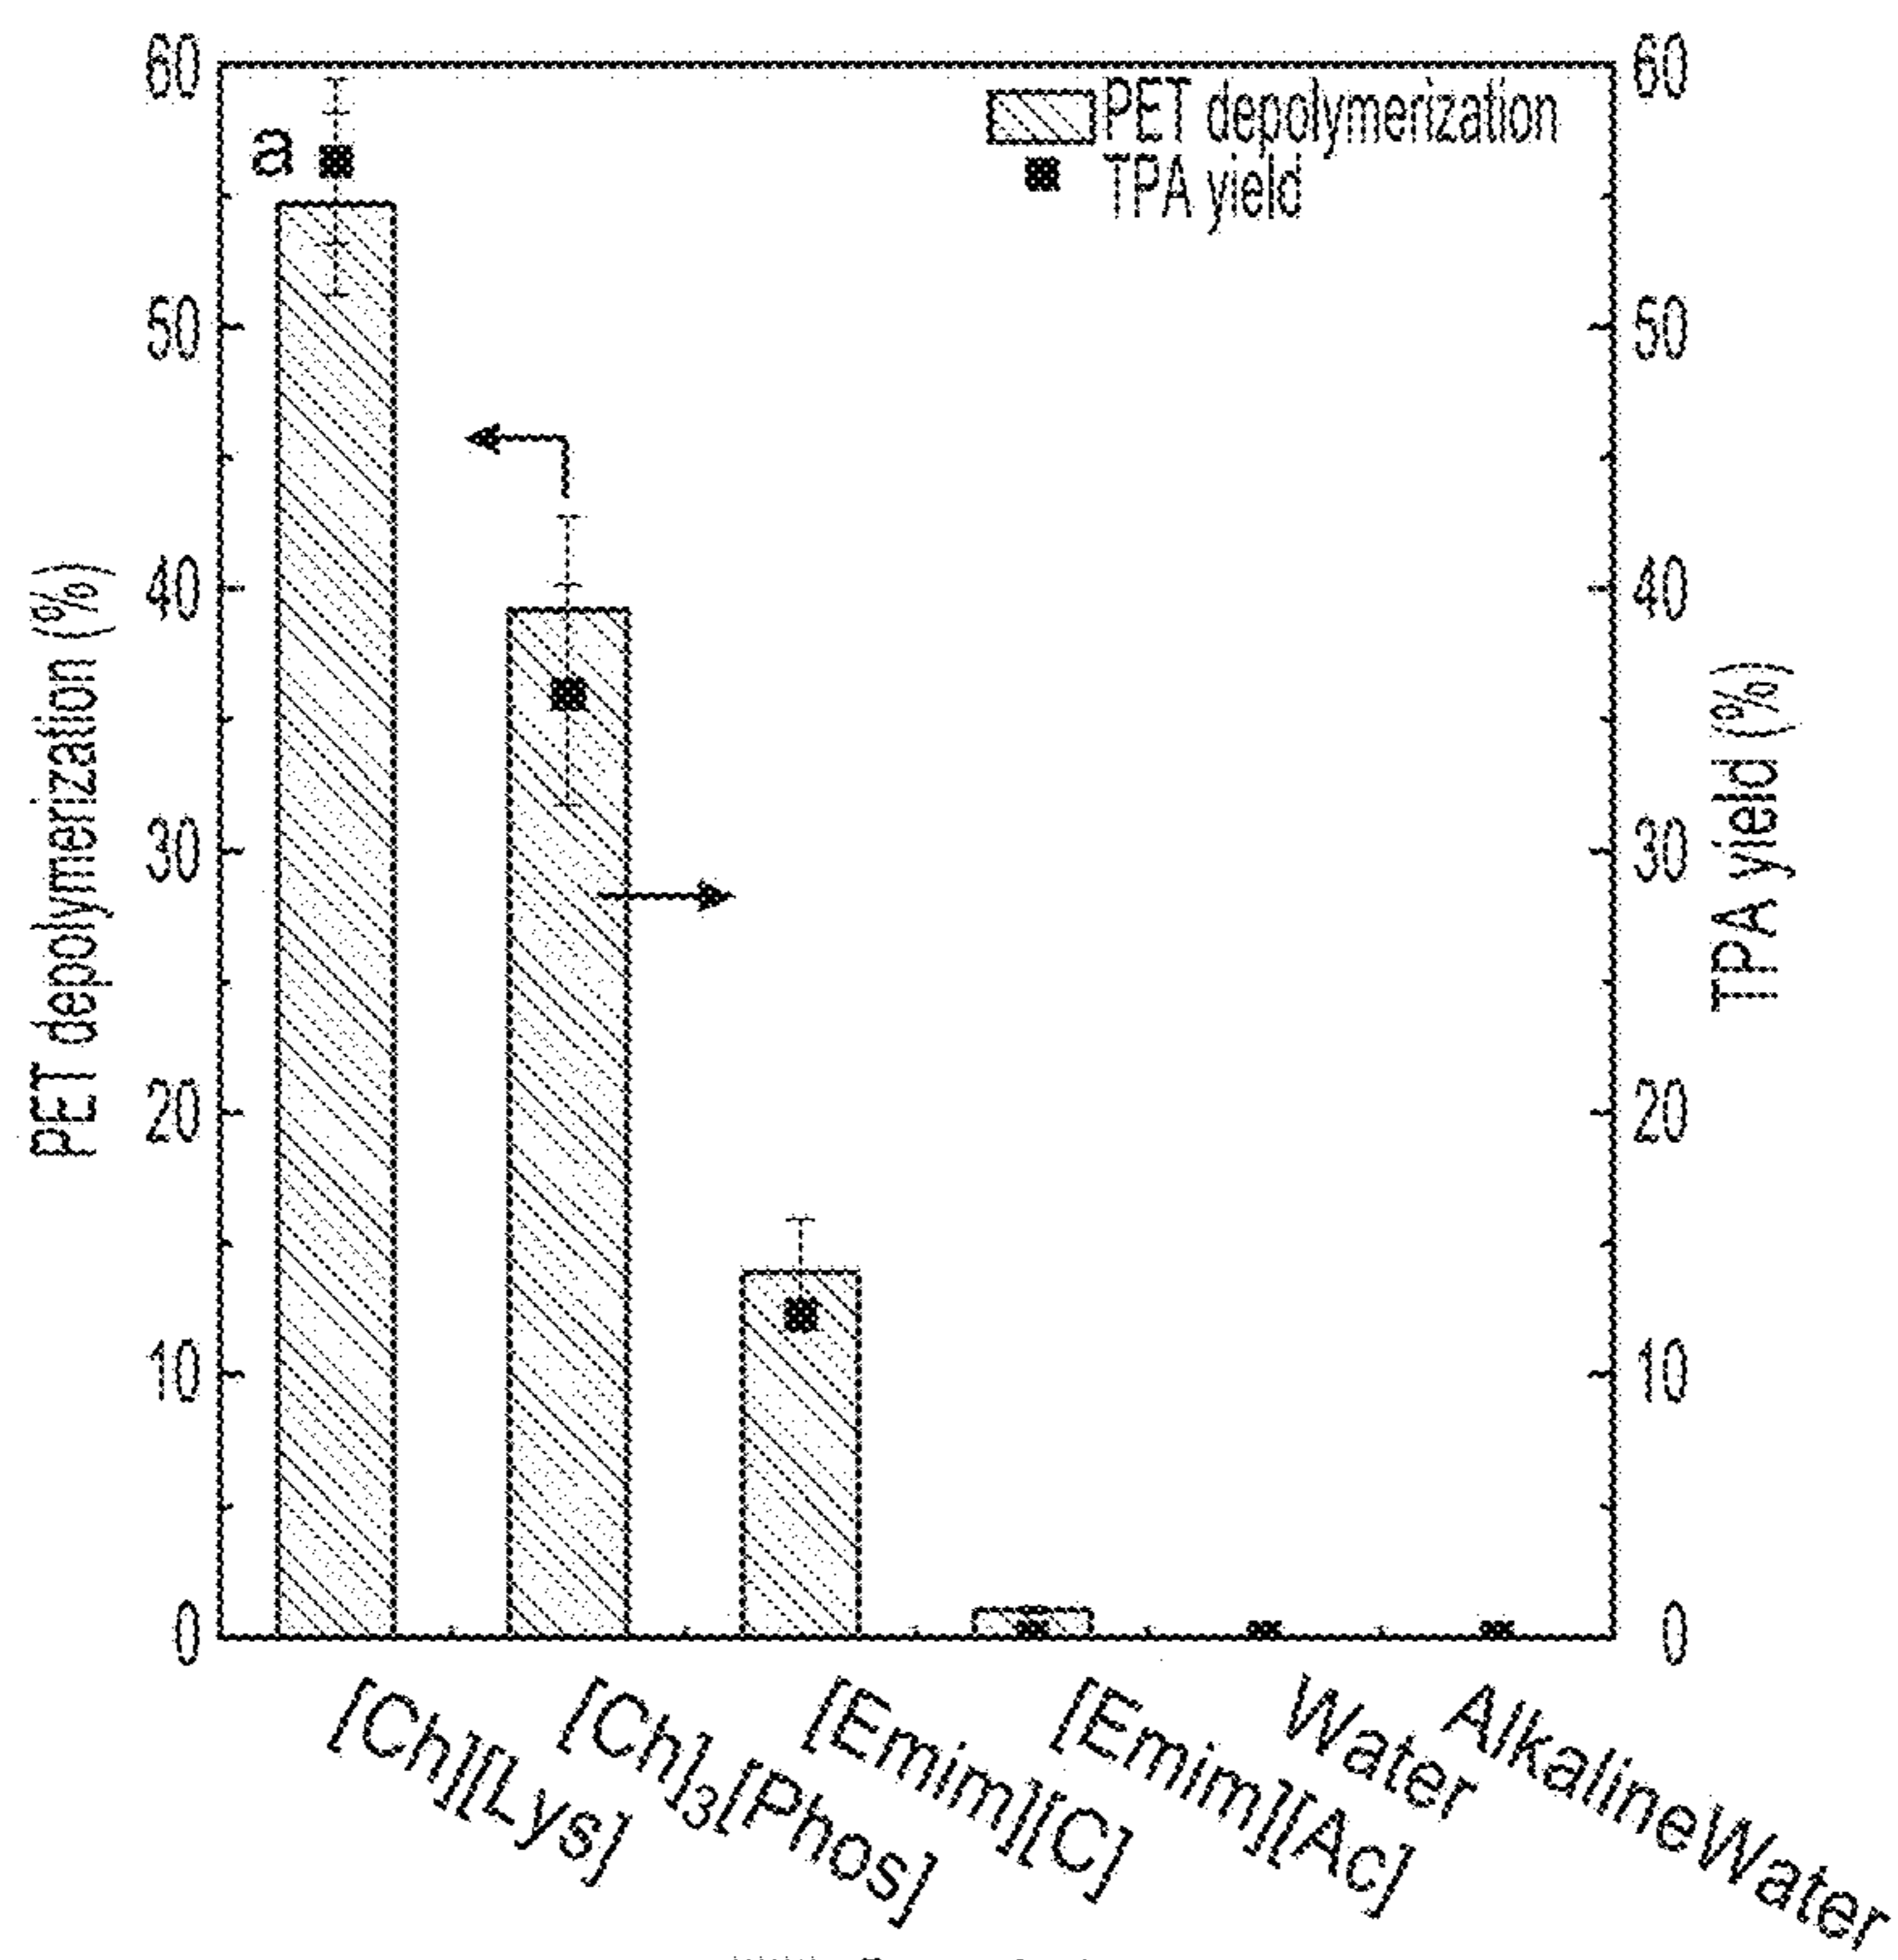 60
50
40
30
20
10
0
PET depolymerization (%)
a
PET depolymerization
TPA yield
60
50
40
30
20
10
0
TPA yield (%)
[Ch][Lys]
[Ch]3[Phos]
[Emim][C]
[Emim][Ac]
Water
AlkalineWater